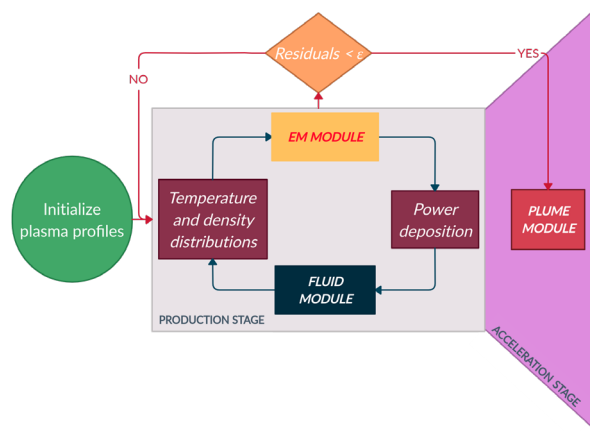 Residuals < ε
NO
YES
EM MODULE
Initialize
plasma profiles
Temperature
and density
distributions
Power
deposition
PLUME
MODULE
FLUID
MODULE
PRODUCTION STAGE
ACCELERATION STAGE